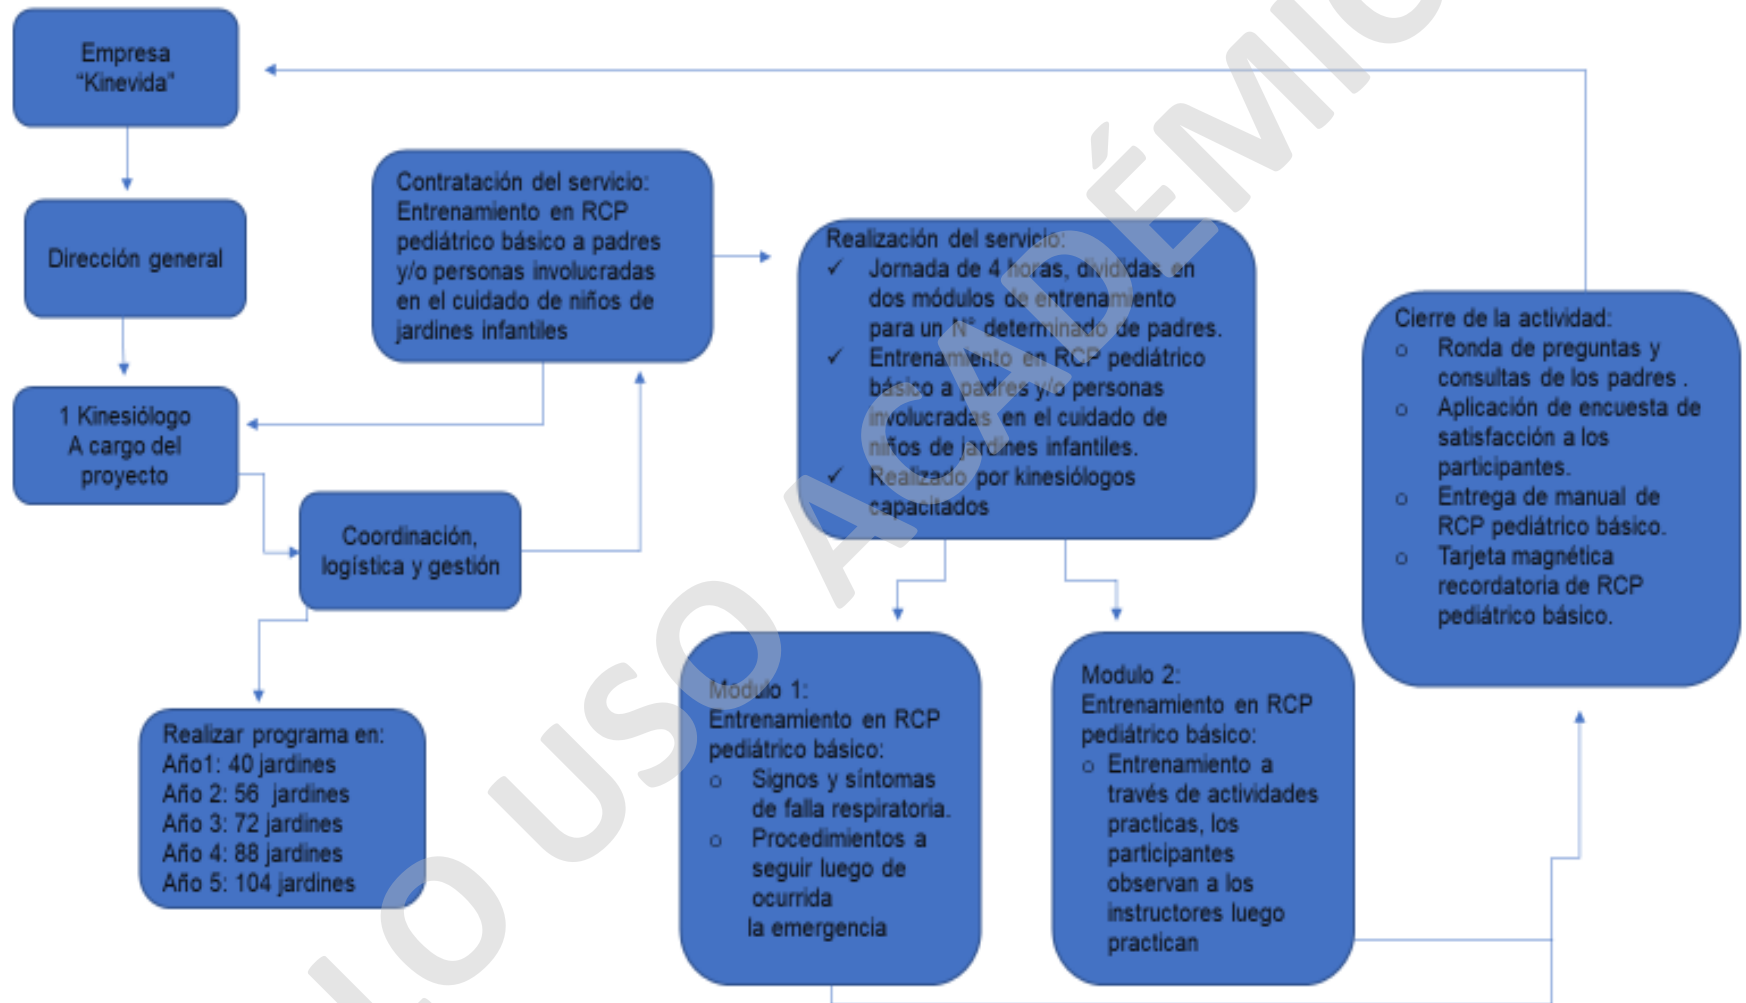 Empresa
“Kinevida”
Dirección general
1 Kinesiólogo
A cargo del
proyecto
Coordinación,
logística y gestión
Realizar programa en:
Año1: 40 jardines
Año 2: 56 jardines
Año 3: 72 jardines
Año 4: 88 jardines
Año 5: 104 jardines
Contratación del servicio:
Entrenamiento en RCP
pediátrico básico a padres
y/o personas involucradas
en el cuidado de niños de
jardines infantiles
Realización del servicio:
✓ Jornada de 4 horas, divididas en
dos módulos de entrenamiento
para un N° determinado de padres.
✓ Entrenamiento en RCP pediátrico
básico a padres y/o personas
involucradas en el cuidado de
niños de jardines infantiles.
✓ Realizado por kinesiólogos
capacitados
Modulo 1:
Entrenamiento en RCP
pediátrico básico:
o Signos y síntomas
de falla respiratoria.
o Procedimientos a
seguir luego de
ocurrida
la emergencia
Modulo 2:
Entrenamiento en RCP
pediátrico básico:
o Entrenamiento a
través de actividades
practicas, los
participantes
observan a los
instructores luego
practican
Cierre de la actividad:
o Ronda de preguntas y
consultas de los padres .
o Aplicación de encuesta de
satisfacción a los
participantes.
o Entrega de manual de
RCP pediátrico básico.
o Tarjeta magnética
recordatoria de RCP
pediátrico básico.
LO USO ACADÉMIC